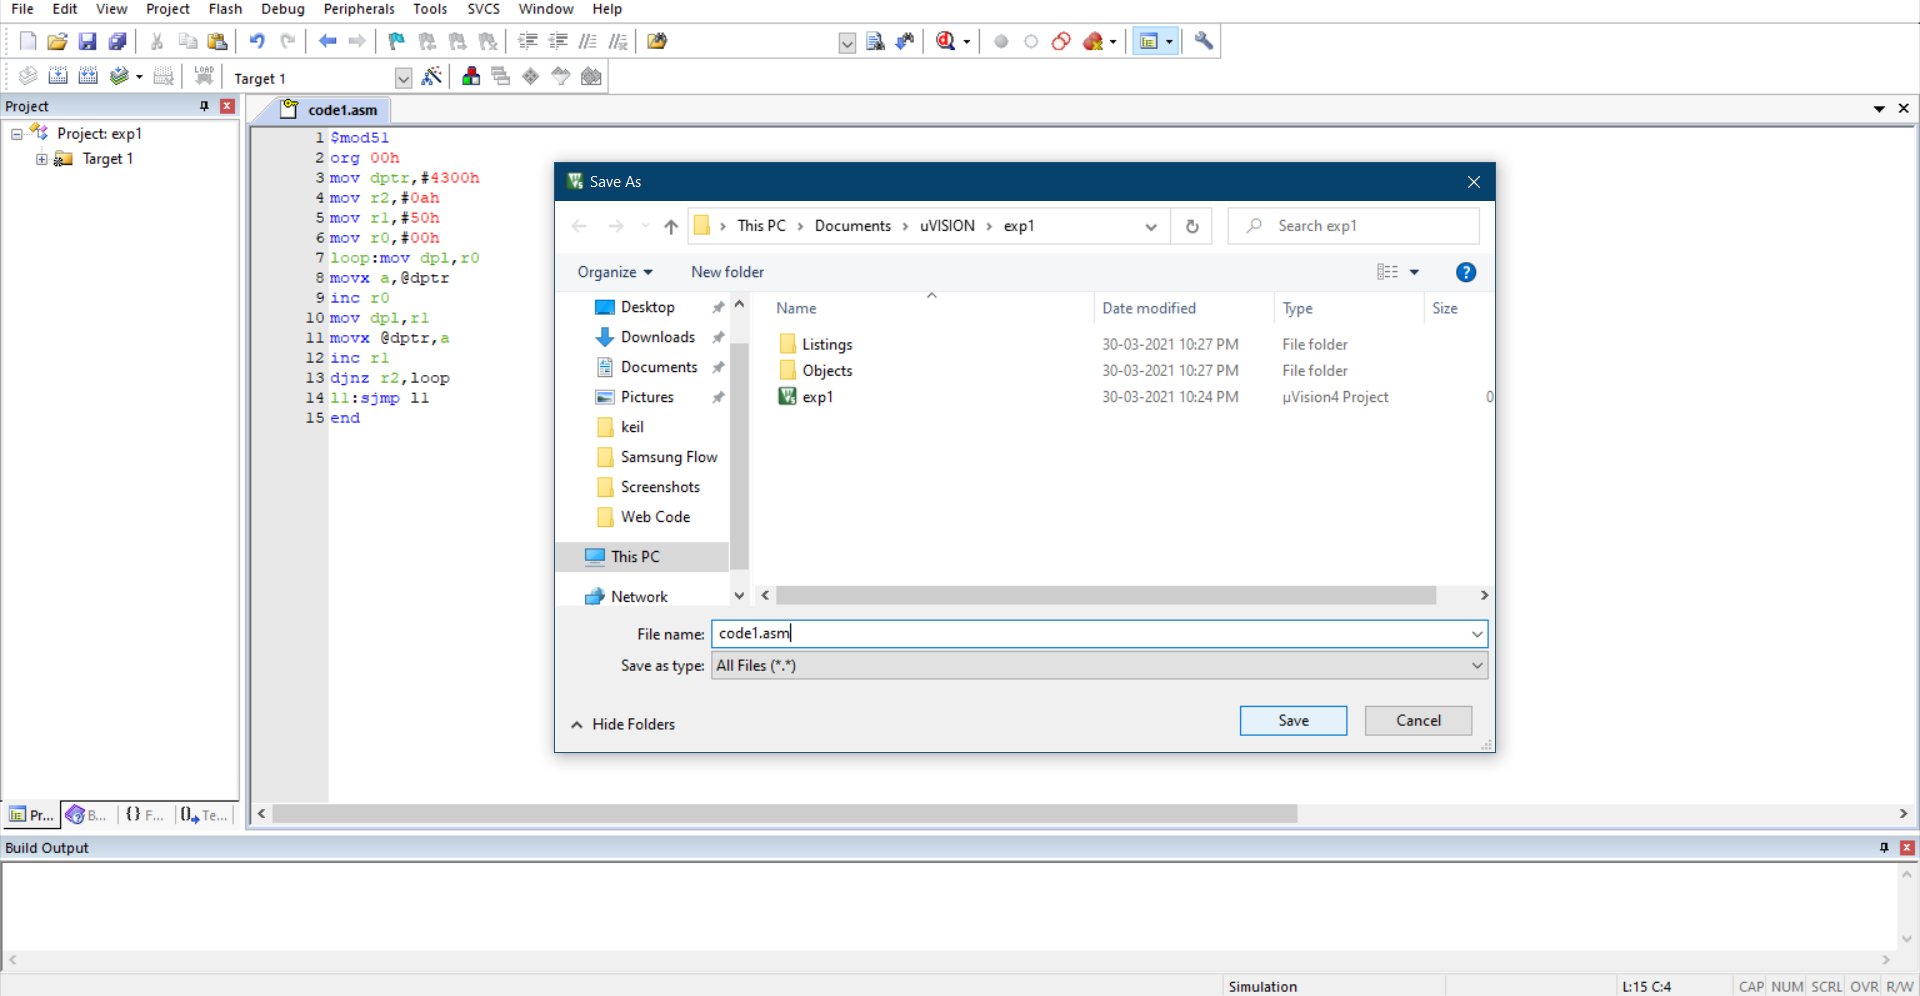 File Edit View Project Flash Debug Peripherals Tools SVCS Window Help
LOAD Target 1
Project
code1.asm
Project: exp1
Target 1
1 $mod51
2 org 00h
3 mov dptr,#4300h
4 mov r2,#0ah
5 mov r1,#50h
6 mov r0,#00h
7 loop:mov dpl,r0
8 movx a,@dptr
9 inc r0
10 mov dpl,r1
11 movx @dptr,a
12 inc r1
13 djnz r2,loop
14 l1:sjmp l1
15 end
Save As
This PC > Documents > uVISION > exp1
Search exp1
Organize New folder
Desktop
Downloads
Documents
Pictures
keil
Samsung Flow
Screenshots
Web Code
This PC
Network
Name Date modified Type Size
Listings 30-03-2021 10:27 PM File folder
Objects 30-03-2021 10:27 PM File folder
exp1 30-03-2021 10:24 PM µVision4 Project 0
File name: code1.asm
Save as type: All Files (*.*)
Hide Folders
Save Cancel
Pr... B... {} F... Te...
Build Output
Simulation L:15 C:4 CAP NUM SCRL OVR R/W